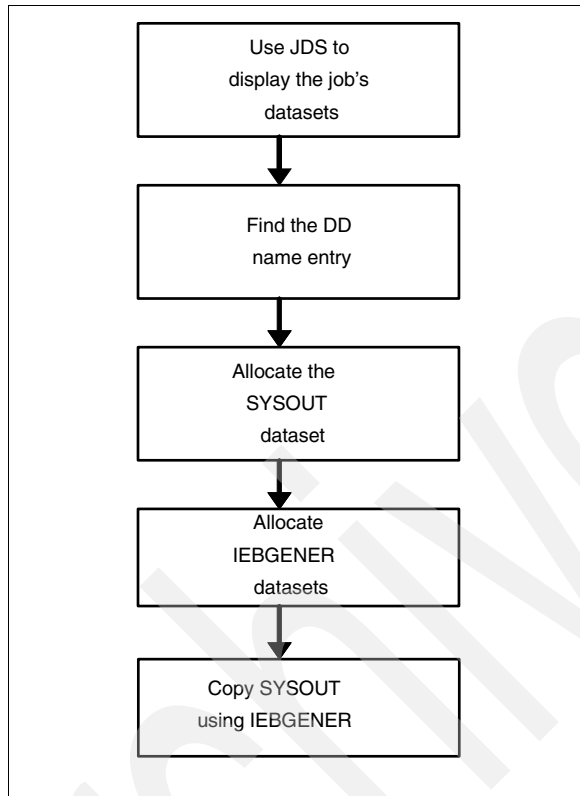 Use JDS to
display the job's
datasets
Find the DD
name entry
Allocate the
SYSOUT
dataset
Allocate
IEBGENER
datasets
Copy SYSOUT
using IEBGENER